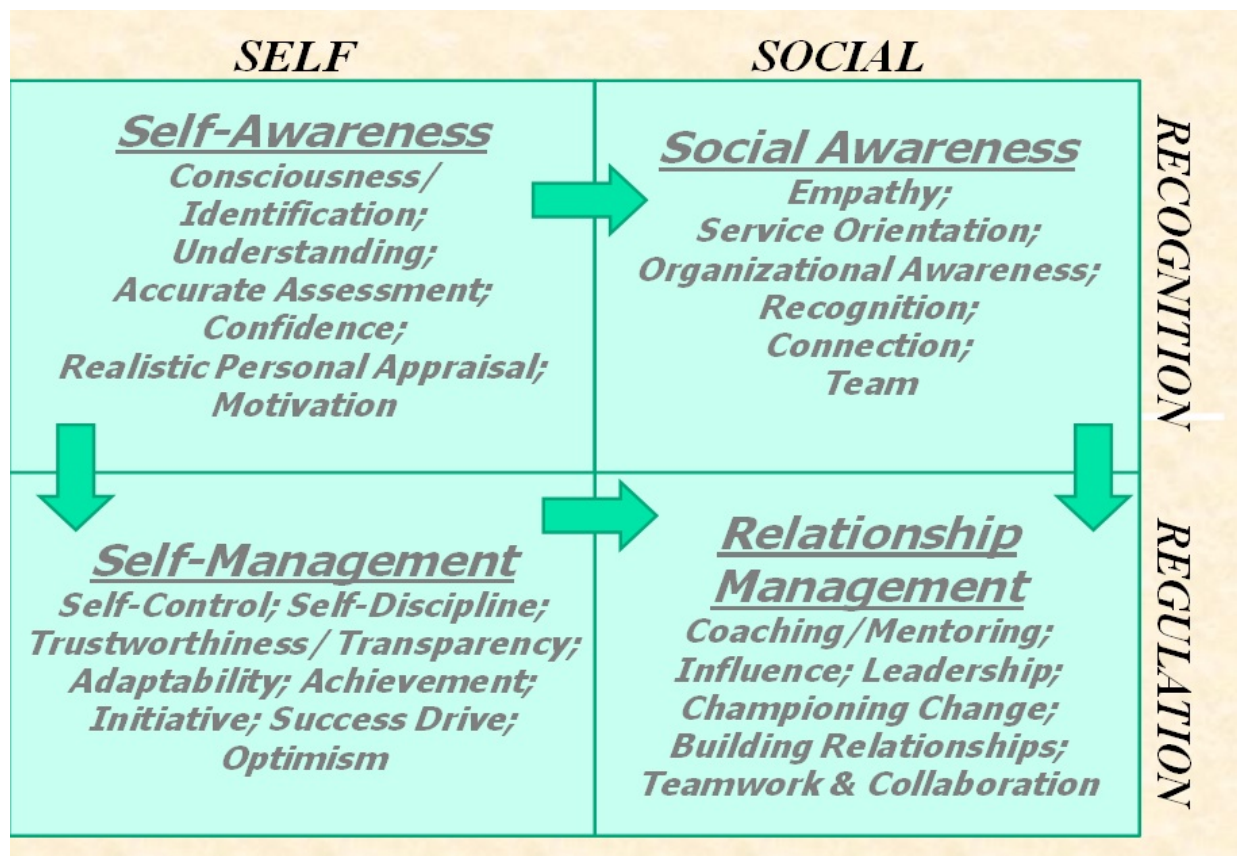 SELF
SOCIAL
Self-Awareness
Consciousness/
Identification;
Understanding;
Accurate Assessment;
Confidence;
Realistic Personal Appraisal;
Motivation
Social Awareness
Empathy;
Service Orientation;
Organizational Awareness;
Recognition;
Connection;
Team
RECOGNITION
Self-Management
Self-Control; Self-Discipline;
Trustworthiness/ Transparency;
Adaptability; Achievement;
Initiative; Success Drive;
Optimism
Relationship
Management
Coaching/Mentoring;
Influence; Leadership;
Championing Change;
Building Relationships;
Teamwork & Collaboration
REGULATION